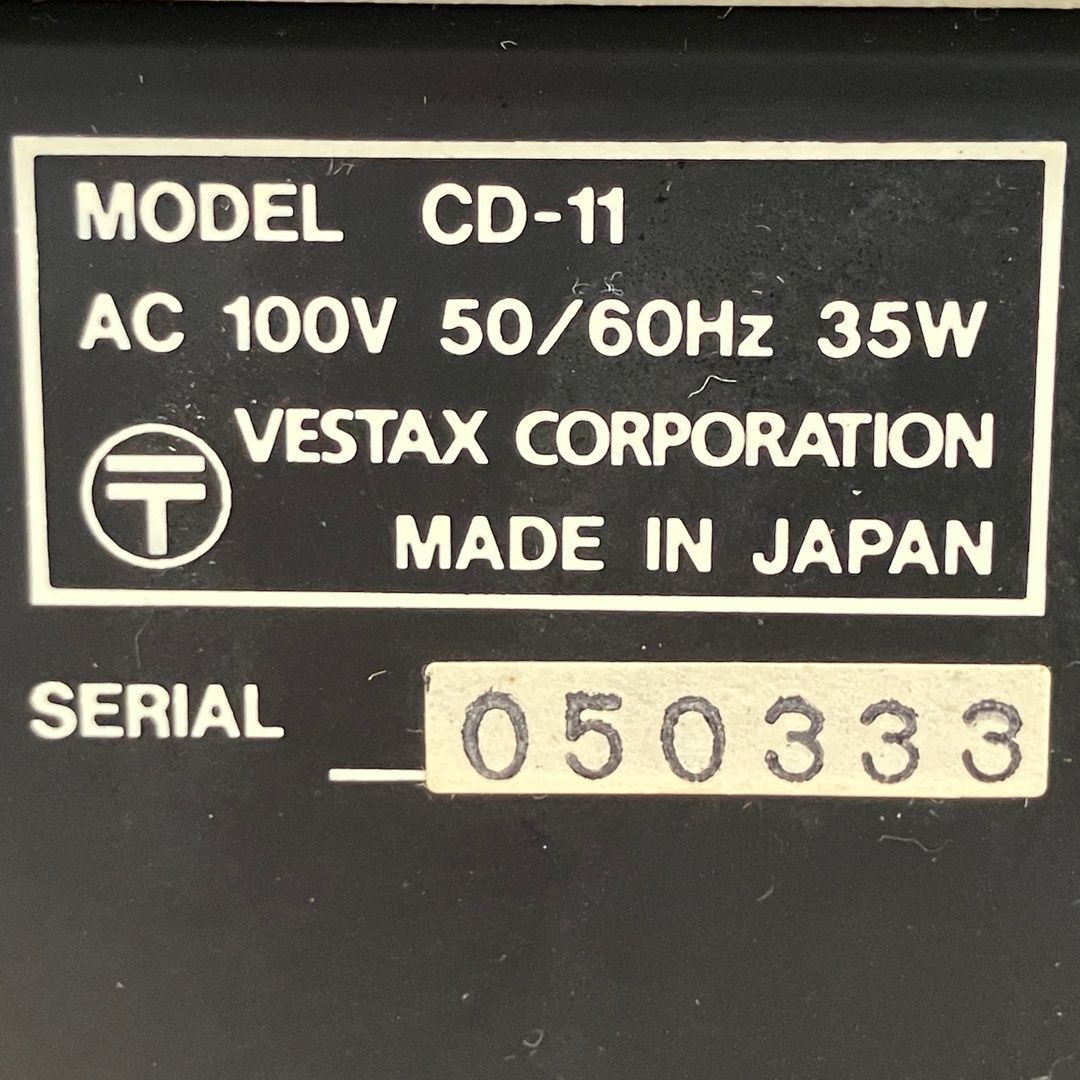 MODEL CD-11
AC 100V 50/60Hz 35W
VESTAX CORPORATION
MADE IN JAPAN
SERIAL 050333